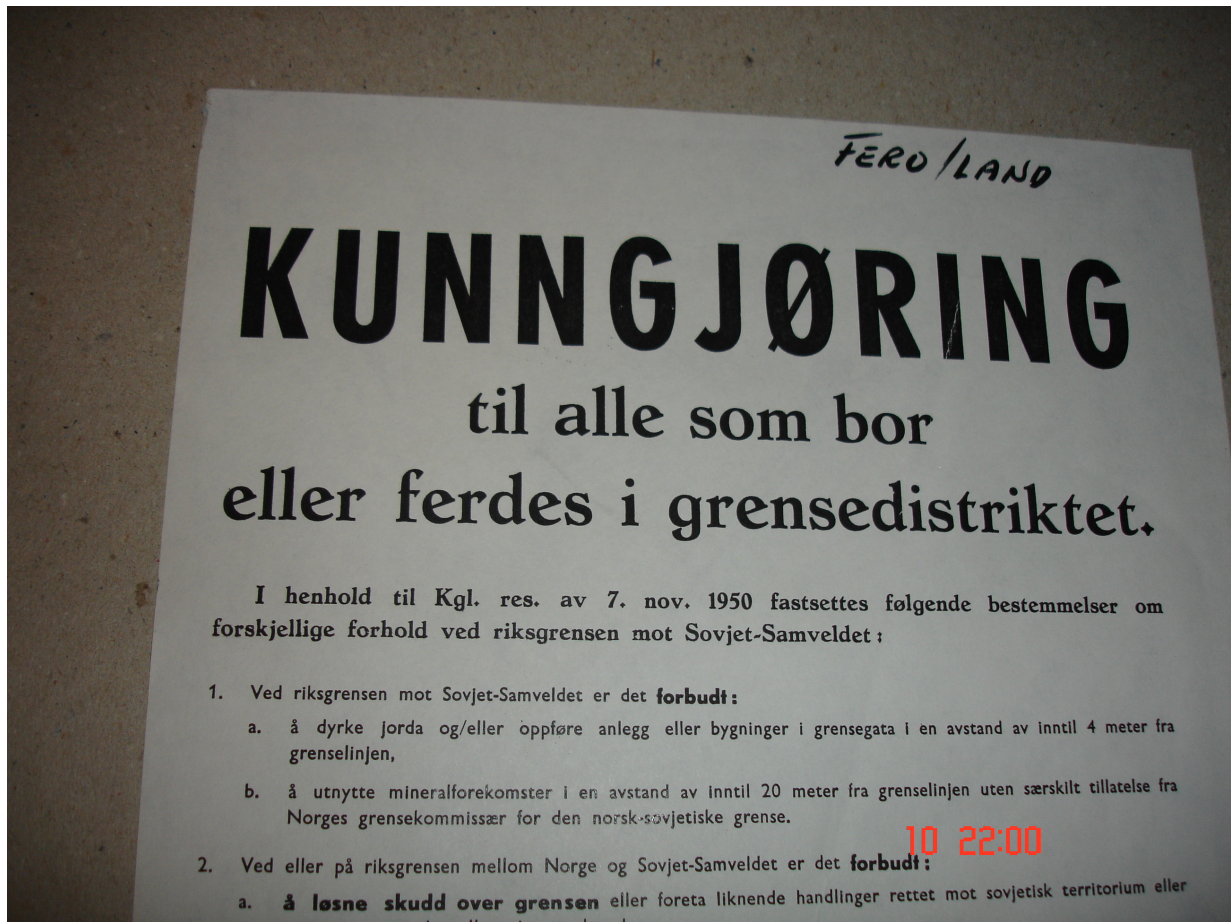 FERD/LAND
KUNNGJØRING
til alle som bor
eller ferdes i grensedistriktet.
I henhold til Kgl. res. av 7. nov. 1950 fastsettes følgende bestemmelser om
forskjellige forhold ved riksgrensen mot Sovjet-Samveldet:
1. Ved riksgrensen mot Sovjet-Samveldet er det forbudt:
a. å dyrke jorda og/eller oppføre anlegg eller bygninger i grensegata i en avstand av inntil 4 meter fra
grenselinjen,
b. å utnytte mineralforekomster i en avstand av inntil 20 meter fra grenselinjen uten særskilt tillatelse fra
Norges grensekommissær for den norsk-sovjetiske grense.
10 22:00
2. Ved eller på riksgrensen mellom Norge og Sovjet-Samveldet er det forbudt:
a. å løsne skudd over grensen eller foreta liknende handlinger rettet mot sovjetisk territorium eller